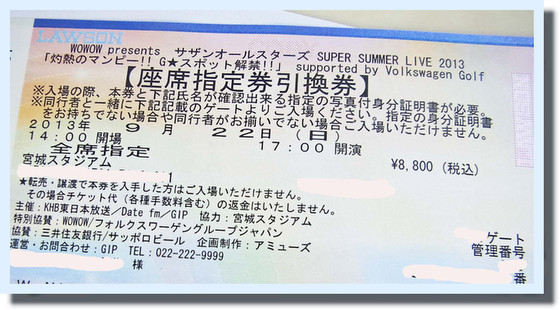 LAWSON
WOWOW presents サザンオールスターズ SUPER SUMMER LIVE 2013
「灼熱のマンピー!! G★スポット解禁!!」 supported by Volkswagen Golf
【座席指定券引換券】
※入場の際、本券と下記氏名が確認出来る指定の写真付身分証明書が必要。
※同行者と一緒に下記記載のゲートよりご入場ください。指定の身分証明書
をお持ちでない場合や同行者がお揃いでない場合ご入場いただけません。
2013年 9月 22日(日)
14:00 開場 17:00 開演
全席指定 ¥8,800(税込)
宮城スタジアム
★転売・譲渡で本券を入手した方はご入場いただけません。
その場合チケット代(各種手数料含む)の返金はいたしません。
主催:KHB東日本放送/Date fm/GIP 協力:宮城スタジアム
特別協賛:WOWOW/フォルクスワーゲングループジャパン
協賛:三井住友銀行/サッポロビール 企画制作:アミューズ
運営・お問合わせ:GIP TEL:022-222-9999
様
ゲート
管理番号
番